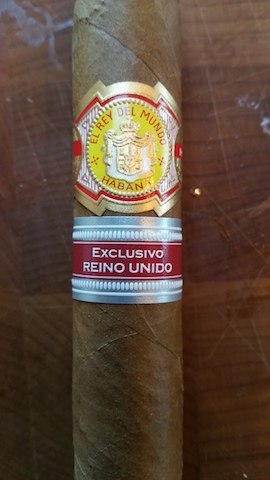 EL REY DEL MUNDO
HABANA
EXCLUSIVO
REINO UNIDO